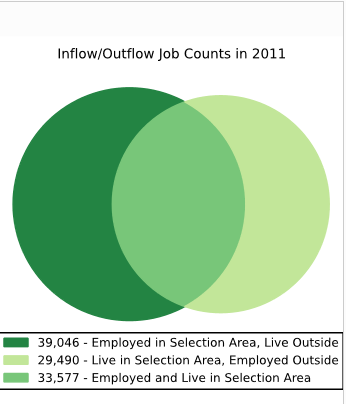 Inflow/Outflow Job Counts in 2011
39,046 - Employed in Selection Area, Live Outside
29,490 - Live in Selection Area, Employed Outside
33,577 - Employed and Live in Selection Area